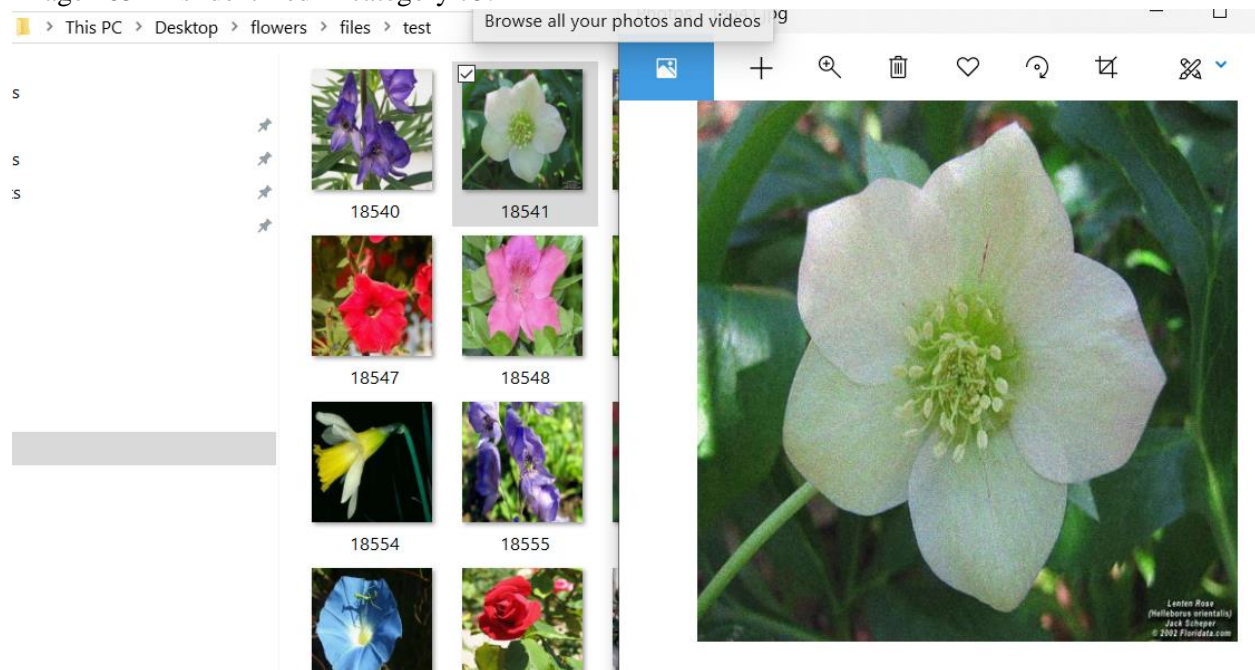 Browse all your photos and videos
This PC > Desktop > flowers > files > test
18540
18541
18547
18548
18554
18555
Lenten Rose
(Helleborus orientalis)
Jack Scheper
© 2002 Floridata.com